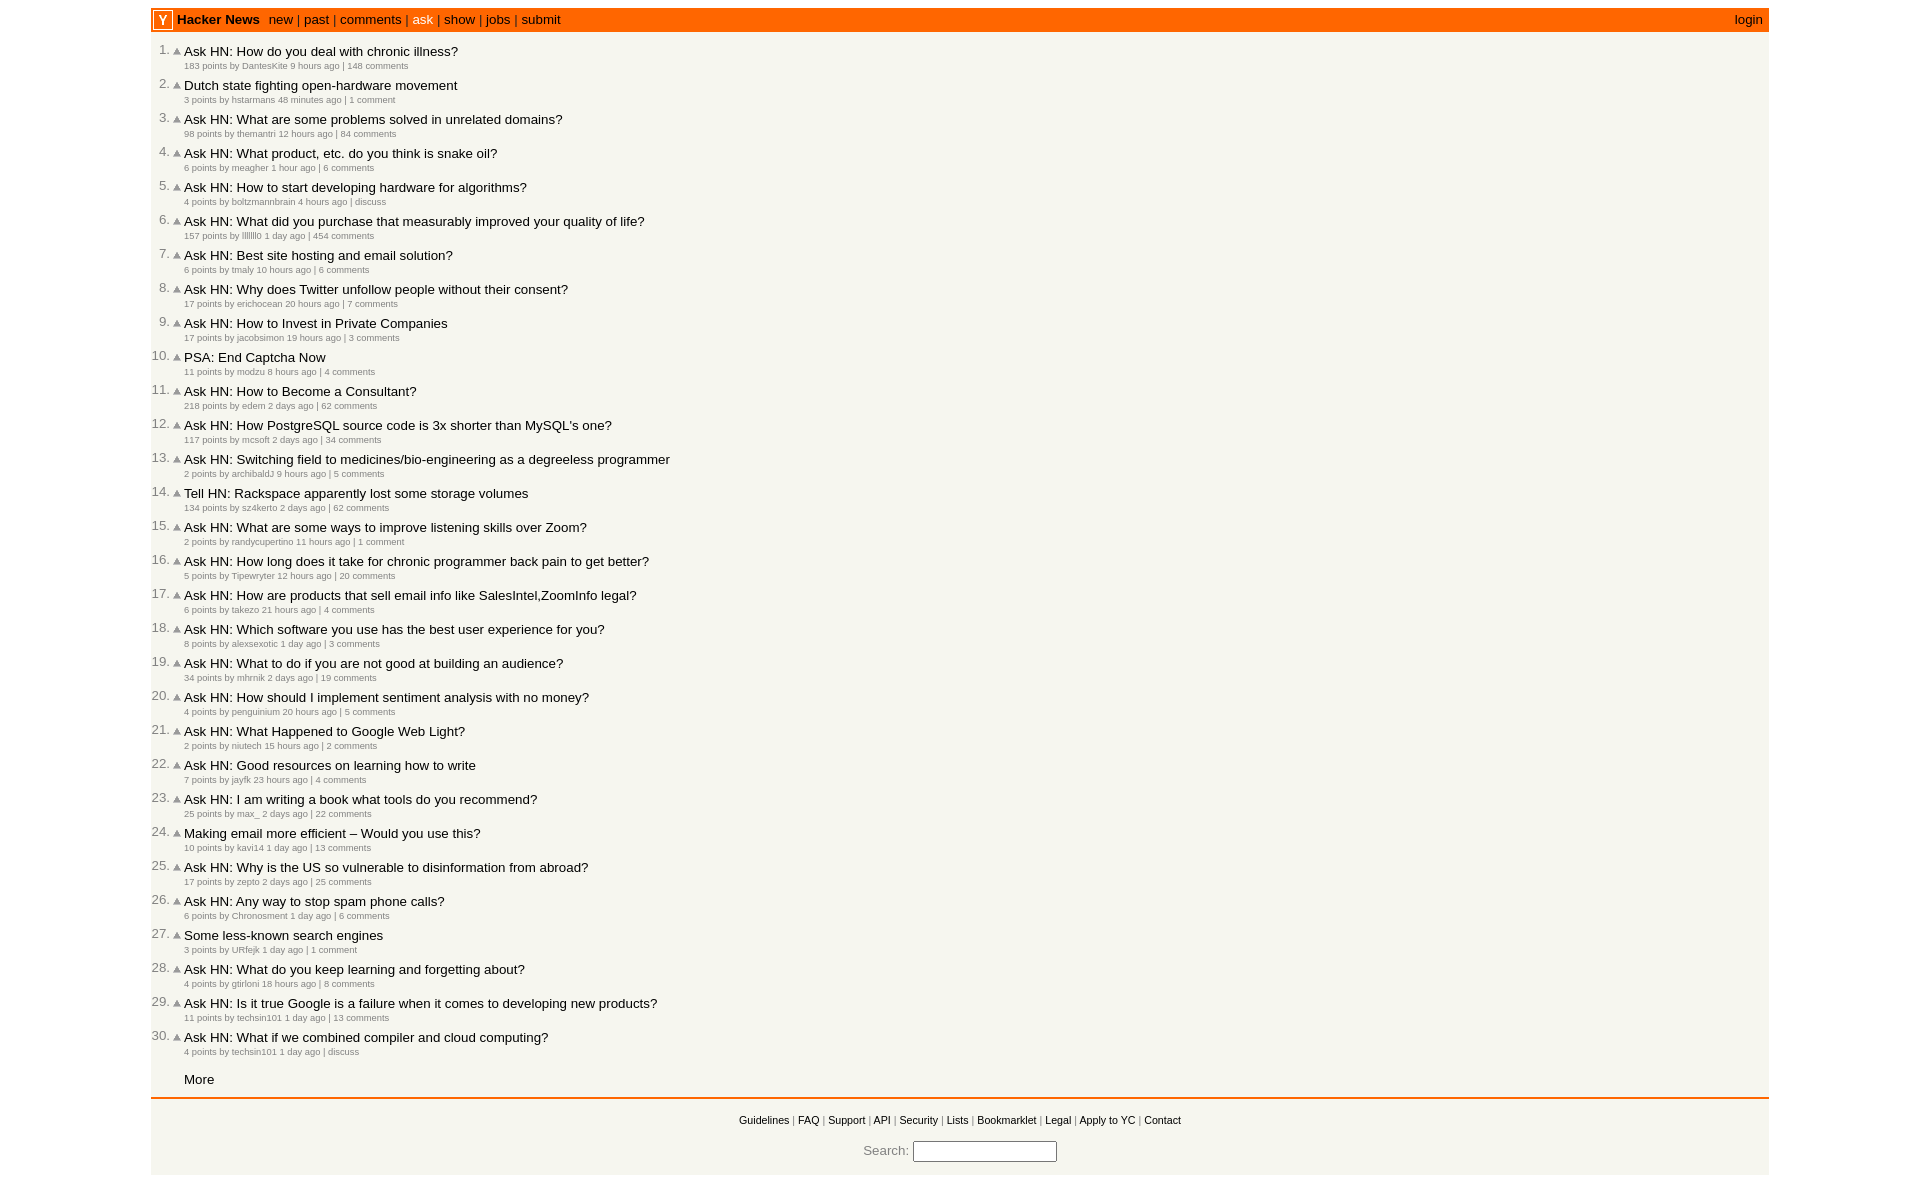 Y Hacker News new | past | comments | ask | show | jobs | submit login
1. Ask HN: How do you deal with chronic illness?
183 points by DantesKite 9 hours ago | 148 comments
2. Dutch state fighting open-hardware movement
3 points by hstarmans 48 minutes ago | 1 comment
3. Ask HN: What are some problems solved in unrelated domains?
98 points by themantri 12 hours ago | 84 comments
4. Ask HN: What product, etc. do you think is snake oil?
6 points by meagher 1 hour ago | 6 comments
5. Ask HN: How to start developing hardware for algorithms?
4 points by boltzmannbrain 4 hours ago | discuss
6. Ask HN: What did you purchase that measurably improved your quality of life?
157 points by 1 day ago | 454 comments
7. Ask HN: Best site hosting and email solution?
6 points by tmaly 10 hours ago | 6 comments
8. Ask HN: Why does Twitter unfollow people without their consent?
17 points by erichocean 20 hours ago | 7 comments
9. Ask HN: How to Invest in Private Companies
17 points by jacobsimon 19 hours ago | 3 comments
10. PSA: End Captcha Now
11 points by modzu 8 hours ago | 4 comments
11. Ask HN: How to Become a Consultant?
218 points by edem 2 days ago | 62 comments
12. Ask HN: How PostgreSQL source code is 3x shorter than MySQL's one?
117 points by mcsoft 2 days ago | 34 comments
13. Ask HN: Switching field to medicines/bio-engineering as a degreeless programmer
2 points by archibaldJ 9 hours ago | 5 comments
14. Tell HN: Rackspace apparently lost some storage volumes
134 points by sz4kerto 2 days ago | 62 comments
15. Ask HN: What are some ways to improve listening skills over Zoom?
2 points by randycupertino 11 hours ago | 1 comment
16. Ask HN: How long does it take for chronic programmer back pain to get better?
5 points by Tipewryter 12 hours ago | 20 comments
17. Ask HN: How are products that sell email info like SalesIntel,ZoomInfo legal?
6 points by takezo 21 hours ago | 4 comments
18. Ask HN: Which software you use has the best user experience for you?
8 points by alexsexotic 1 day ago | 3 comments
19. Ask HN: What to do if you are not good at building an audience?
34 points by mhrnik 2 days ago | 19 comments
20. Ask HN: How should I implement sentiment analysis with no money?
4 points by penguinium 20 hours ago | 5 comments
21. Ask HN: What Happened to Google Web Light?
2 points by niutech 15 hours ago | 2 comments
22. Ask HN: Good resources on learning how to write
7 points by jayfk 23 hours ago | 4 comments
23. Ask HN: I am writing a book what tools do you recommend?
25 points by max_ 2 days ago | 22 comments
24. Making email more efficient – Would you use this?
10 points by kavi14 1 day ago | 13 comments
25. Ask HN: Why is the US so vulnerable to disinformation from abroad?
17 points by zepto 2 days ago | 25 comments
26. Ask HN: Any way to stop spam phone calls?
6 points by Chronosment 1 day ago | 6 comments
27. Some less-known search engines
3 points by URfejk 1 day ago | 1 comment
28. Ask HN: What do you keep learning and forgetting about?
4 points by gtirloni 18 hours ago | 8 comments
29. Ask HN: Is it true Google is a failure when it comes to developing new products?
11 points by techsin101 1 day ago | 13 comments
30. Ask HN: What if we combined compiler and cloud computing?
4 points by techsin101 1 day ago | discuss
More
Guidelines | FAQ | Support | API | Security | Lists | Bookmarklet | Legal | Apply to YC | Contact
Search: